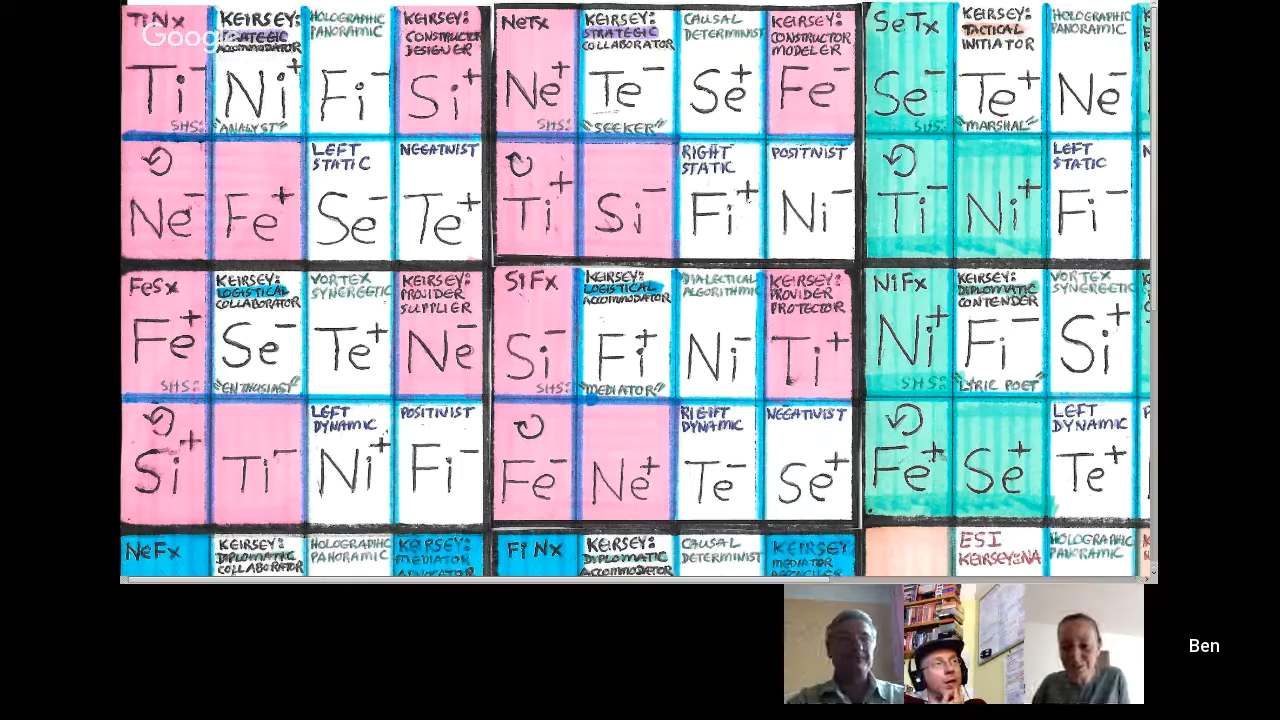 TiNx
KEIRSEY:
STRATEGIC
ACCOMMODATOR
HOLOGRAPHIC
PANORAMIC
KEIRSEY:
CONSTRUCTOR
DESIGNER
Google
Ti-
Ni+
Fi-
Si+
SHS:
"ANALYST"
LEFT
STATIC
NEGATIVIST
Ne-
Fe+
Se-
Te+
NeTx
KEIRSEY:
STRATEGIC
COLLABORATOR
CAUSAL
DETERMINIST
KEIRSEY:
CONSTRUCTOR
MODELER
Ne+
Te-
Se+
Fe-
SHS:
"SEEKER"
RIGHT
STATIC
POSITIVIST
Ti+
Si-
Fi+
Ni-
SeTx
KEIRSEY:
TACTICAL
INITIATOR
HOLOGRAPHIC
PANORAMIC
Se-
Te+
Ne-
SHS:
"MARSHAL"
LEFT
STATIC
Ti-
Ni+
Fi-
FeSx
KEIRSEY:
LOGISTICAL
COLLABORATOR
VORTEX
SYNERGETIC
KEIRSEY:
PROVIDER
SUPPLIER
Fe+
Se-
Te+
Ne-
SHS:
"ENTHUSIAST"
LEFT
DYNAMIC
POSITIVIST
Si+
Ti-
Ni+
Fi-
SiFx
KEIRSEY:
LOGISTICAL
ACCOMMODATOR
DIALECTICAL
ALGORITHMIC
KEIRSEY:
PROVIDER
PROTECTOR
Si-
Fi+
Ni-
Ti+
SHS:
"MEDIATOR"
RIGHT
DYNAMIC
NEGATIVIST
Fe-
Ne+
Te-
Se+
NiFx
KEIRSEY:
DIPLOMATIC
CONTENDER
VORTEX
SYNERGETIC
Ni+
Fi-
Si+
SHS:
"LYRIC POET"
LEFT
DYNAMIC
Fe+
Se+
Te+
NeFx
KEIRSEY:
DIPLOMATIC
COLLABORATOR
HOLOGRAPHIC
PANORAMIC
KEIRSEY:
MEDIATOR
FiNx
KEIRSEY:
DIPLOMATIC
ACCOMMODATOR
CAUSAL
DETERMINIST
KEIRSEY
MEDIATOR
ESI
KEIRSEY:NA
HOLOGRAPHIC
PANORAMIC
Ben